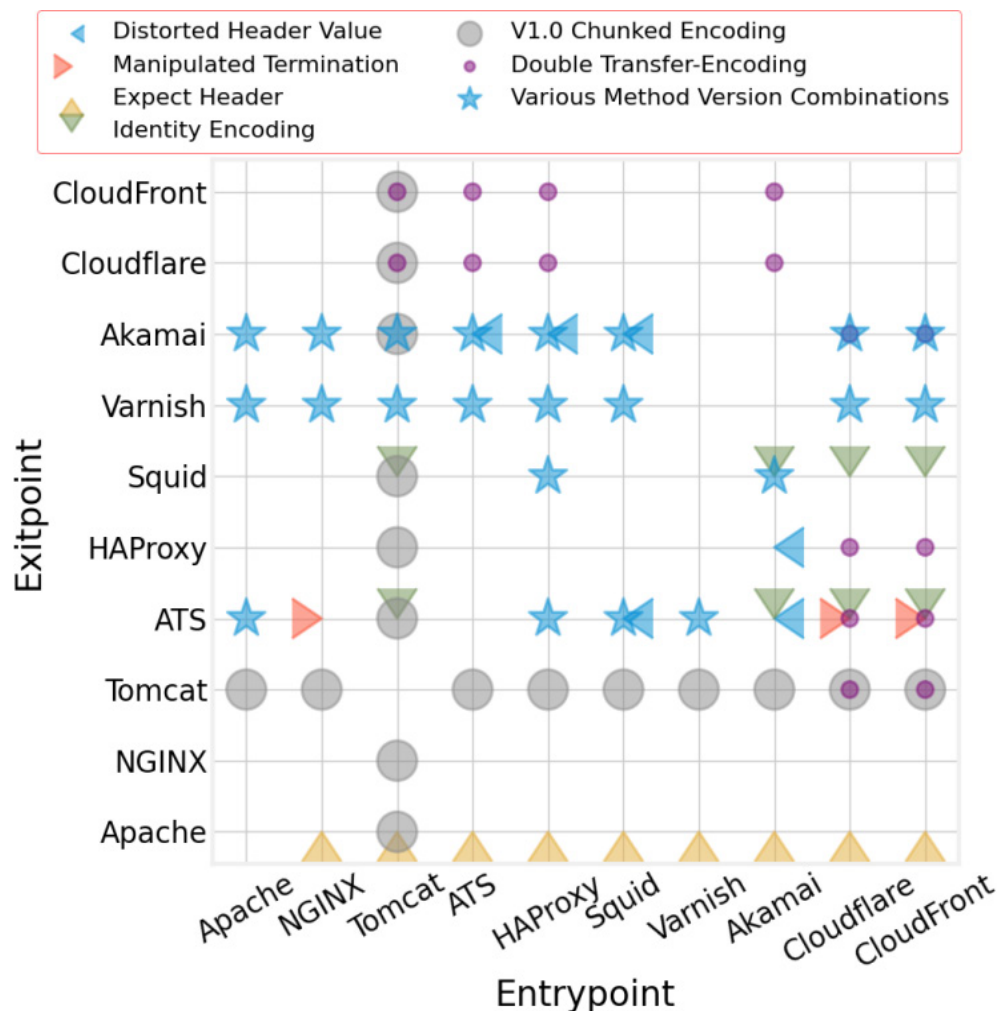 Distorted Header Value
Manipulated Termination
Expect Header
Identity Encoding
V1.0 Chunked Encoding
Double Transfer-Encoding
Various Method Version Combinations
Exitpoint
CloudFront
Cloudflare
Akamai
Varnish
Squid
HAProxy
ATS
Tomcat
NGINX
Apache
Apache
NGINX
Tomcat
ATS
HAProxy
Squid
Varnish
Akamai
Cloudflare
CloudFront
Entrypoint